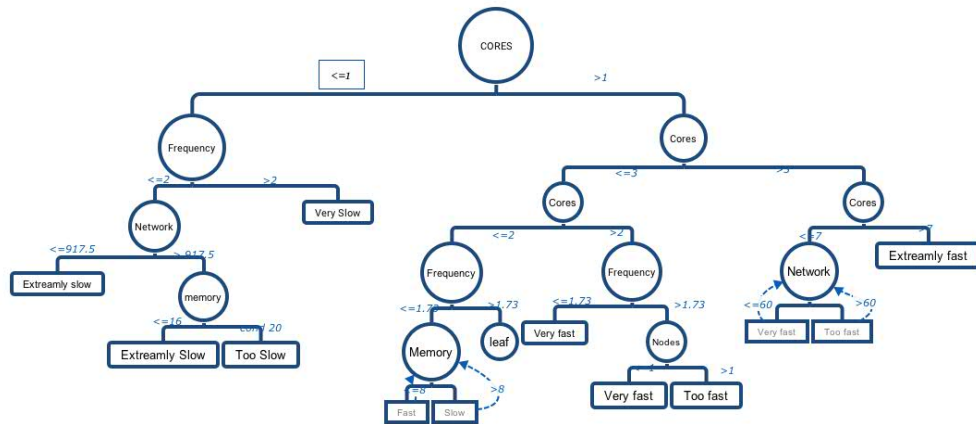 CORES
<=1
>1
Frequency
Cores
<=2
>2
<=3
>3
Network
Very Slow
Cores
Cores
<=917.5
> 917.5
<=2
>2
<=7
>7
Extreamly slow
memory
Frequency
Frequency
Network
Extreamly fast
<=16
cond 20
<=1.73
>1.73
<=1.73
>1.73
<=60
>60
Extreamly Slow
Too Slow
Memory
leaf
Very fast
Nodes
Very fast
Too fast
<=8
>8
>1
Fast
Slow
Very fast
Too fast